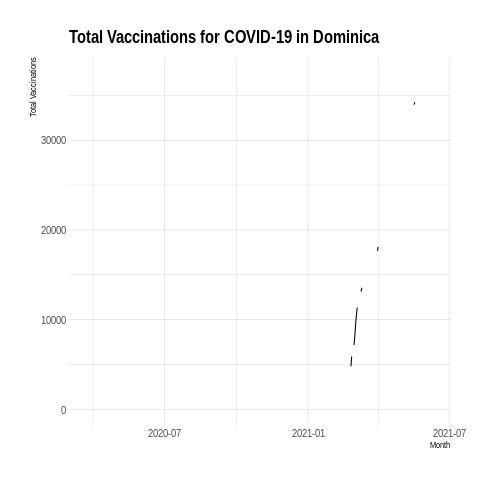 Total Vaccinations for COVID-19 in Dominica
Total Vaccinations
30000
20000
10000
0
2020-07 2021-01 2021-07
Month